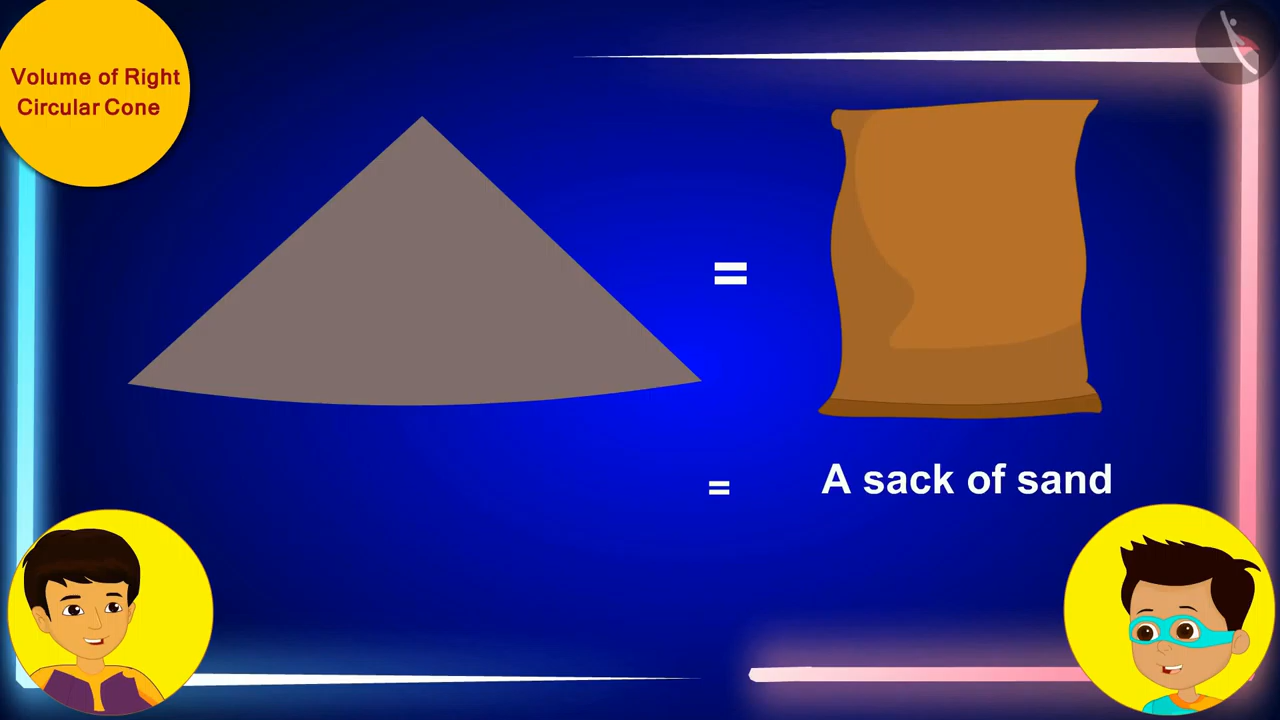 Volume of Right
Circular Cone
=
= A sack of sand